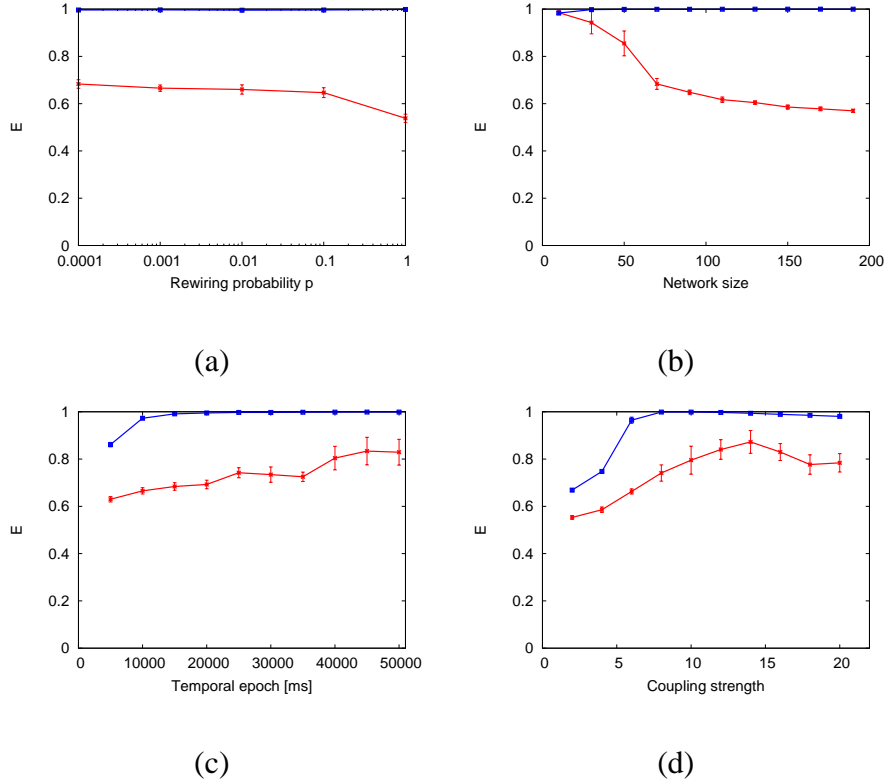 1
0.8
0.6
0.4
0.2
0
E
0.0001 0.001 0.01 0.1 1
Rewiring probability p
(a)
1
0.8
0.6
0.4
0.2
0
E
0 50 100 150 200
Network size
(b)
1
0.8
0.6
0.4
0.2
0
E
0 10000 20000 30000 40000 50000
Temporal epoch [ms]
(c)
1
0.8
0.6
0.4
0.2
0
E
0 5 10 15 20
Coupling strength
(d)